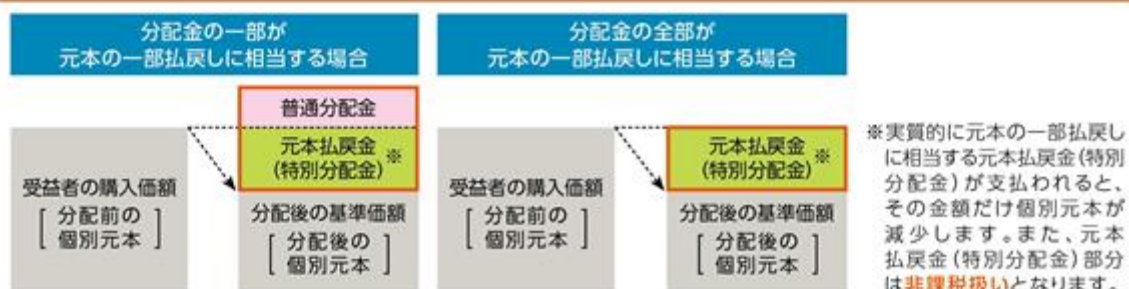 分配金の一部が
元本の一部払戻しに相当する場合
普通分配金
元本払戻金
(特別分配金)
※
受益者の購入価額
[ 分配前の
個別元本 ]
分配後の基準価額
[ 分配後の
個別元本 ]
分配金の全部が
元本の一部払戻しに相当する場合
元本払戻金
(特別分配金)
※
受益者の購入価額
[ 分配前の
個別元本 ]
分配後の基準価額
[ 分配後の
個別元本 ]
※実質的に元本の一部払戻し
に相当する元本払戻金(特別
分配金)が支払われると、
その金額だけ個別元本が
減少します。また、元本
払戻金(特別分配金)部分
は非課税扱いとなります。